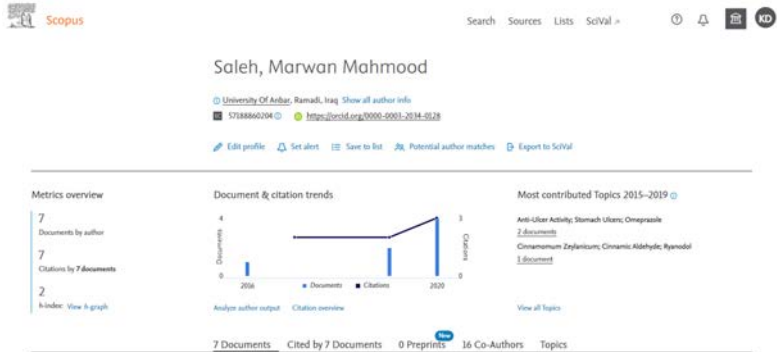 Scopus
Search Sources Lists SciVal ↗
KD
Saleh, Marwan Mahmood
University Of Anbar, Ramadi, Iraq Show all author info
57188860204 https://orcid.org/0000-0003-2034-0128
Edit profile Set alert Save to list Potential author matches Export to SciVal
Metrics overview
7
Documents by author
7
Citations by 7 documents
2
h-index: View h-graph
Document & citation trends
4 3
Documents Citations
0 0
2016 2020
Documents Citations
Analyze author output Citation overview
Most contributed Topics 2015–2019
Anti-Ulcer Activity; Stomach Ulcers; Omeprazole
2 documents
Cinnamomum Zeylanicum; Cinnamic Aldehyde; Ryanodol
1 document
View all Topics
New
7 Documents Cited by 7 Documents 0 Preprints 16 Co-Authors Topics